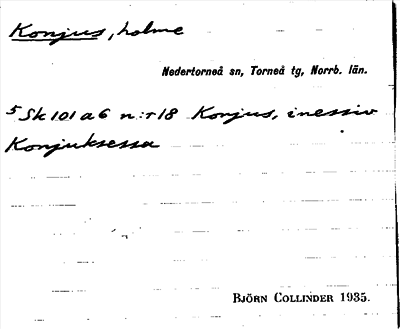 Konjus, holme
Nedertorneå sn, Torneå tg, Norrb. län.
5 Sk 101 a 6 n:r 18 Konjus, inessiv
Konjuksessa
BJÖRN COLLINDER 1935.